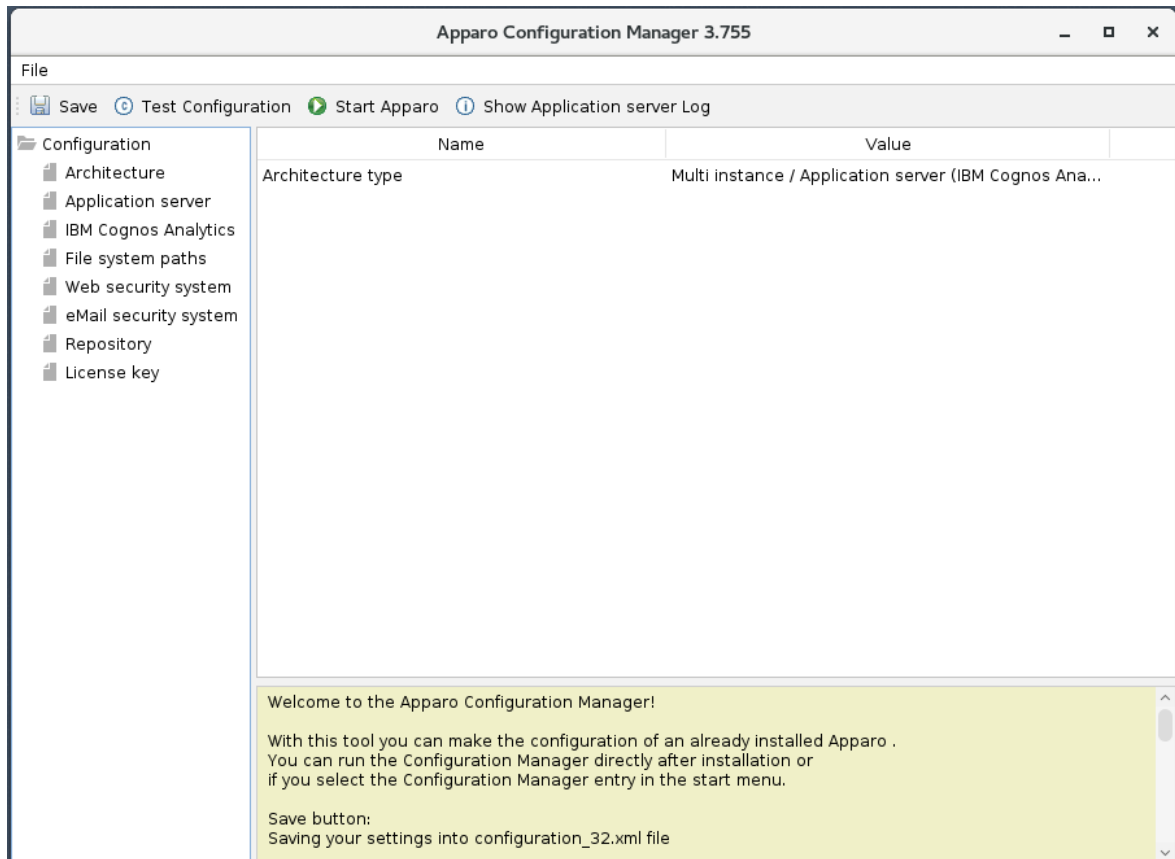 Apparo Configuration Manager 3.755
File
Save Test Configuration Start Apparo Show Application server Log
Configuration
Architecture
Application server
IBM Cognos Analytics
File system paths
Web security system
eMail security system
Repository
License key
Name Value
Architecture type Multi instance / Application server (IBM Cognos Ana...
Welcome to the Apparo Configuration Manager!
With this tool you can make the configuration of an already installed Apparo .
You can run the Configuration Manager directly after installation or
if you select the Configuration Manager entry in the start menu.
Save button:
Saving your settings into configuration_32.xml file